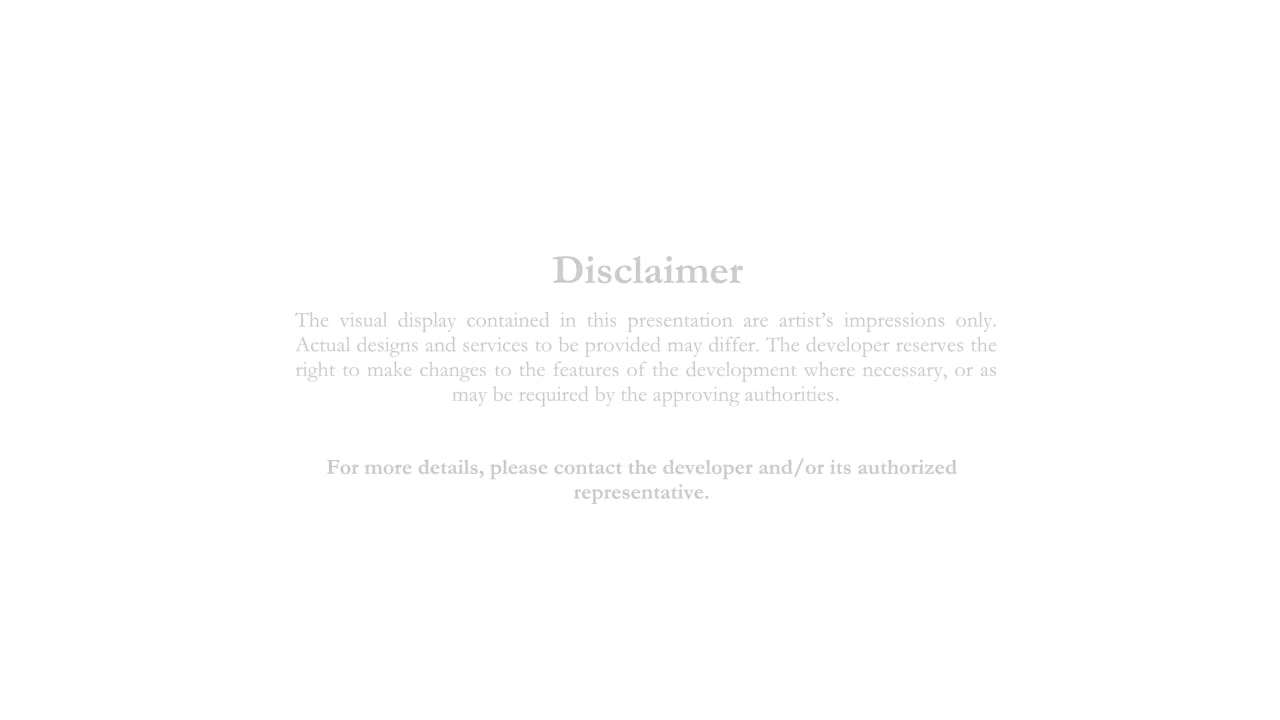 Disclaimer
The visual display contained in this presentation are artist’s impressions only.
Actual designs and services to be provided may differ. The developer reserves the
right to make changes to the features of the development where necessary, or as
may be required by the approving authorities.
For more details, please contact the developer and/or its authorized
representative.